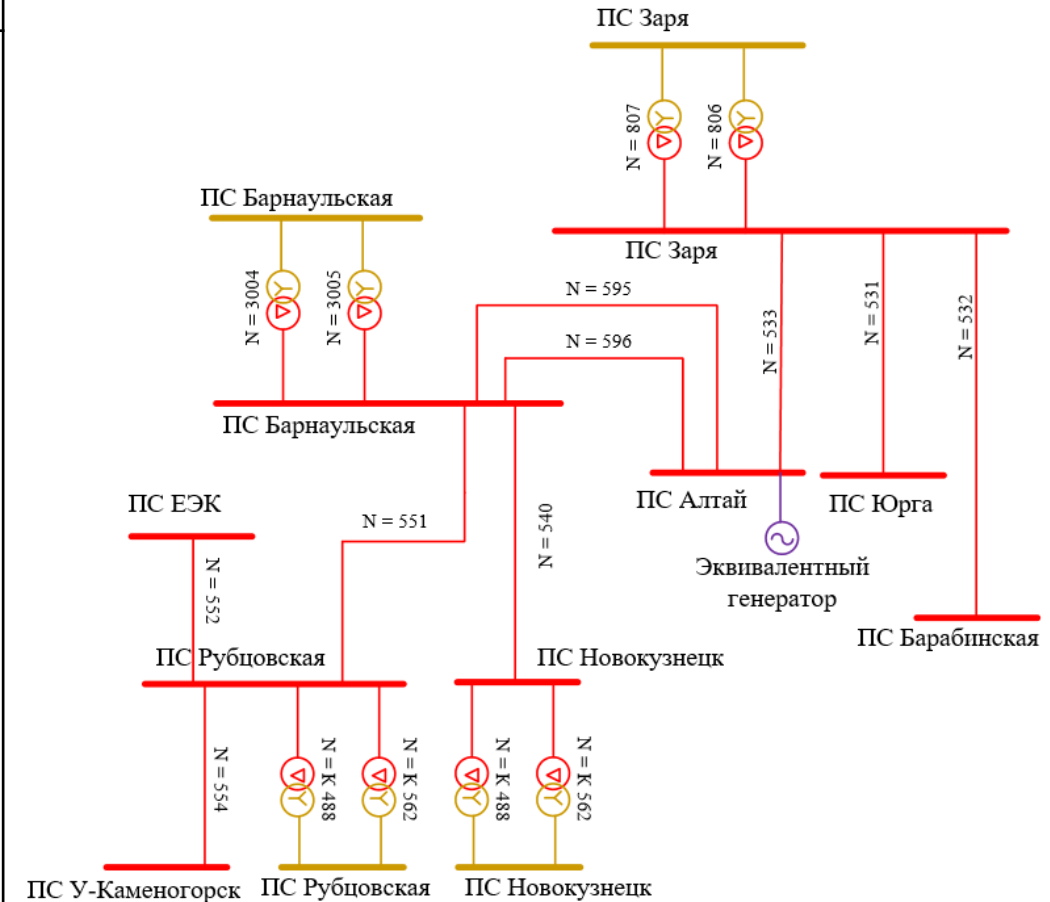 ПС Заря
N = 807
N = 806
ПС Барнаульская
ПС Заря
N = 3004
N = 3005
N = 595
N = 531
N = 532
N = 533
N = 596
ПС Барнаульская
ПС ЕЭК
ПС Алтай
ПС Юрга
N = 551
N = 540
Эквивалентный
генератор
N = 552
ПС Барабинская
ПС Рубцовская
ПС Новокузнецк
N = 554
N = К 488
N = К 562
N = К 488
N = К 562
ПС У-Каменогорск
ПС Рубцовская
ПС Новокузнецк